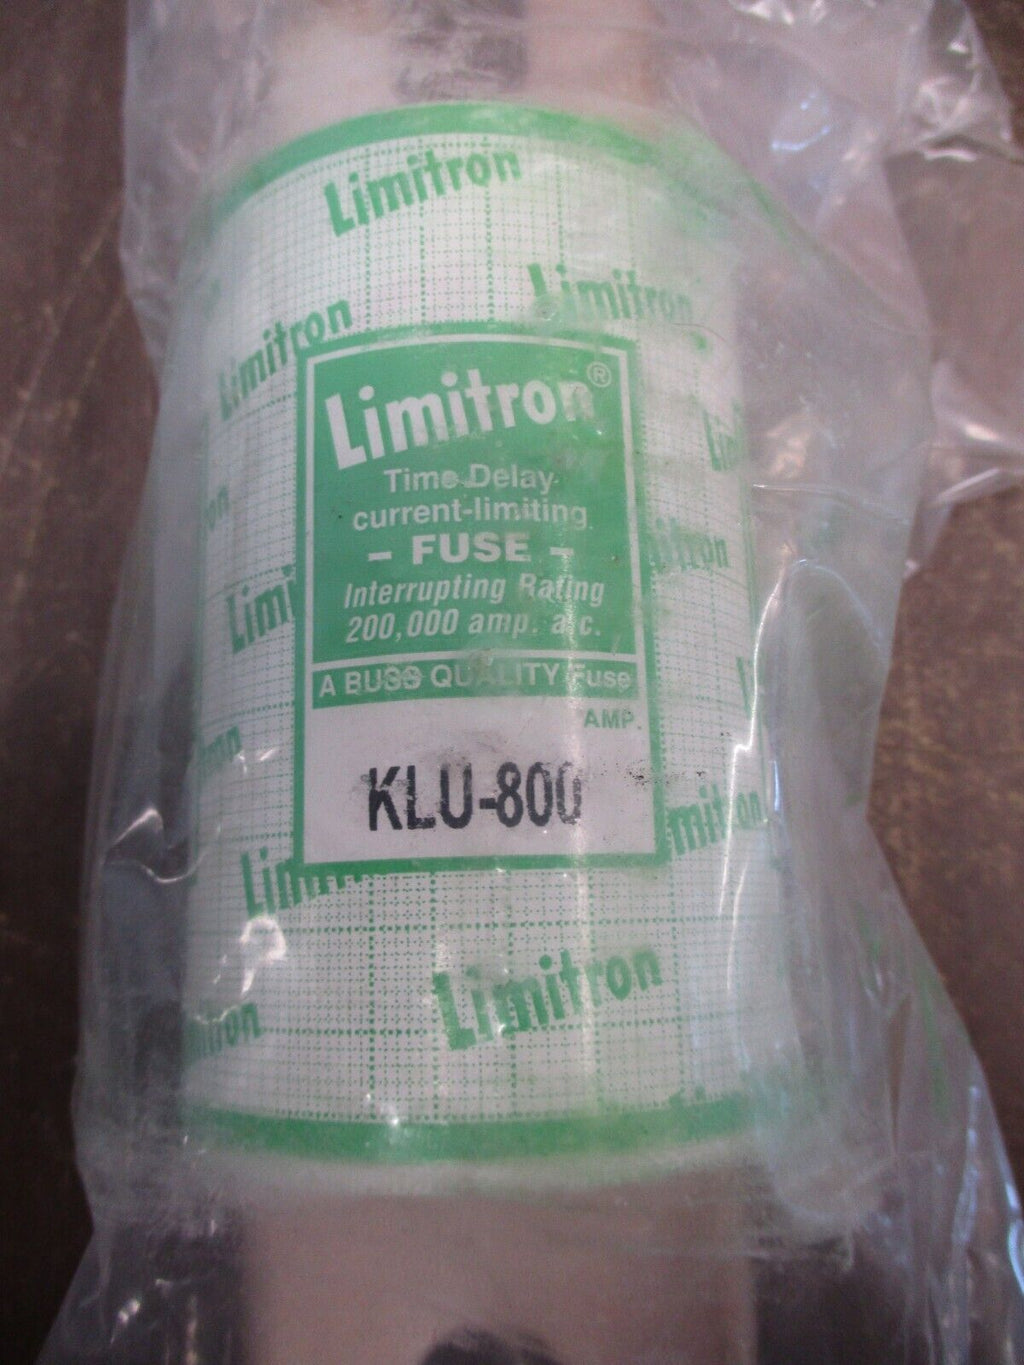 Limitron
Limitron
Limitron
Limitron®
Time-Delay
current-limiting
- FUSE -
Interrupting Rating
200,000 amp. a.c.
A BUSS QUALITY Fuse
AMP.
KLU-800
Limitron